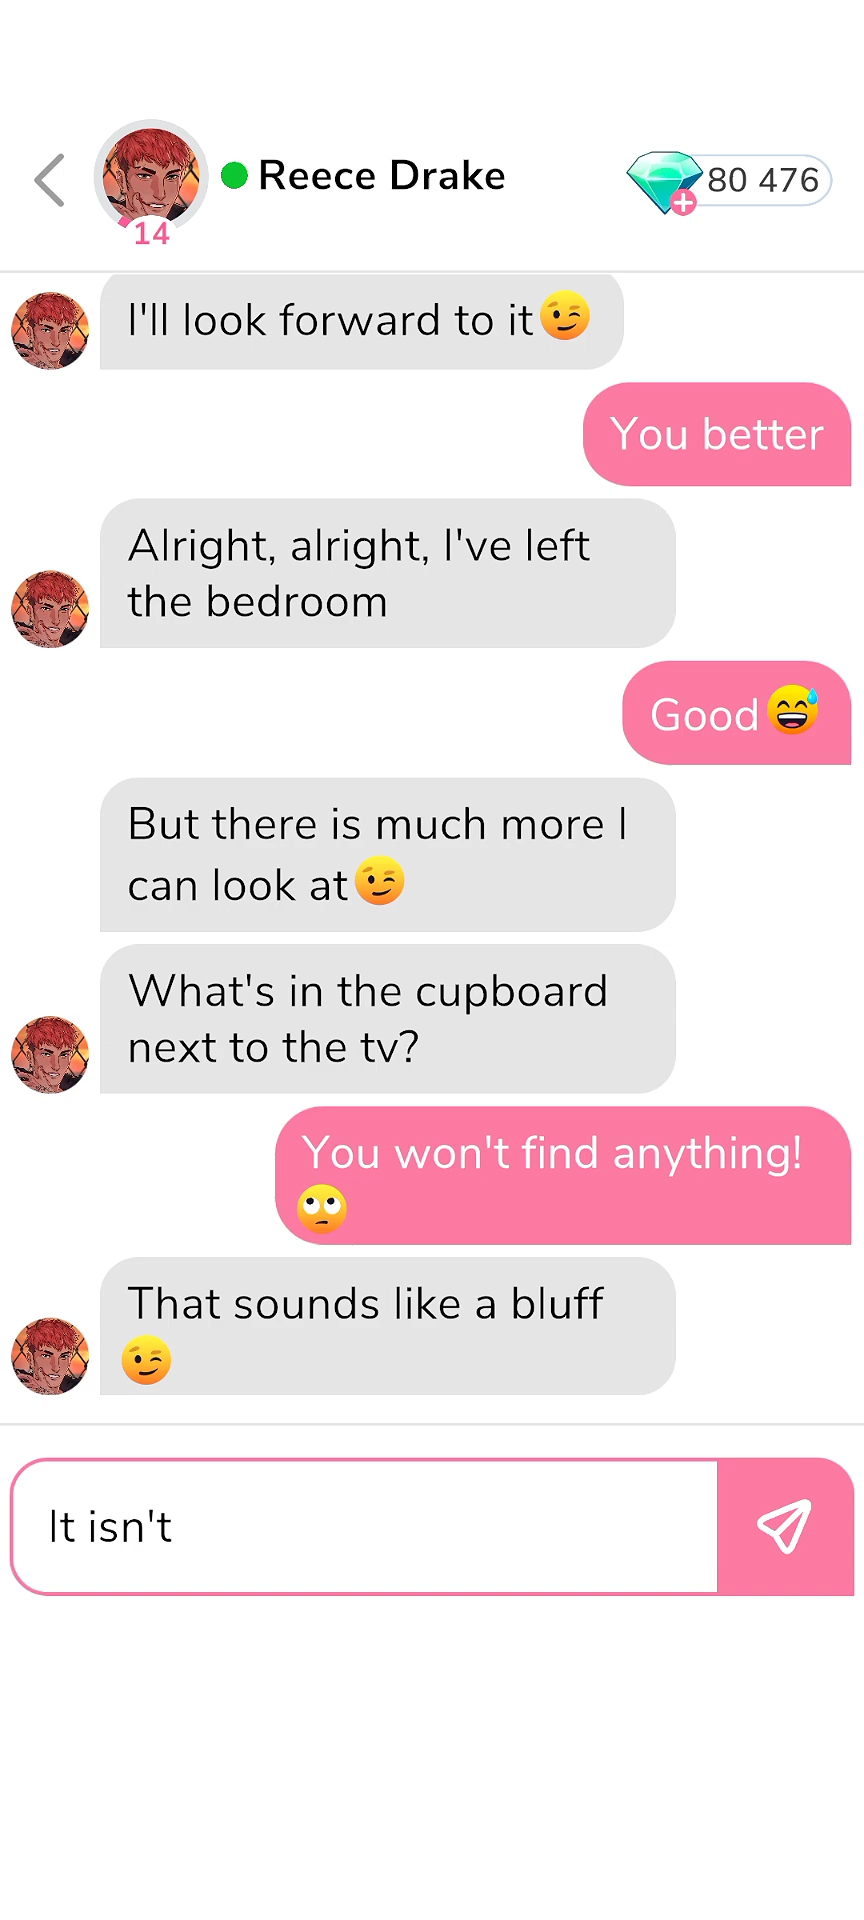 Reece Drake
80 476
14
I'll look forward to it😉
You better
Alright, alright, I've left
the bedroom
Good😅
But there is much more I
can look at😉
What's in the cupboard
next to the tv?
You won't find anything!
🙄
That sounds like a bluff
😉
It isn't